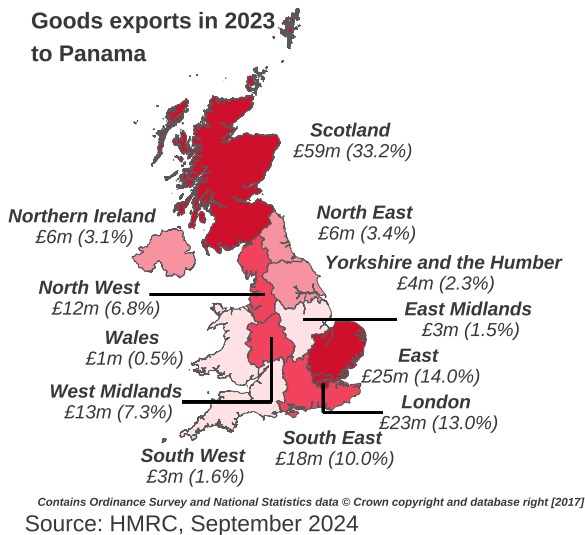 Goods exports in 2023
to Panama
Scotland
£59m (33.2%)
Northern Ireland
£6m (3.1%)
North East
£6m (3.4%)
Yorkshire and the Humber
£4m (2.3%)
North West
£12m (6.8%)
East Midlands
£3m (1.5%)
Wales
£1m (0.5%)
East
£25m (14.0%)
West Midlands
£13m (7.3%)
London
£23m (13.0%)
South East
£18m (10.0%)
South West
£3m (1.6%)
Contains Ordinance Survey and National Statistics data © Crown copyright and database right [2017]
Source: HMRC, September 2024